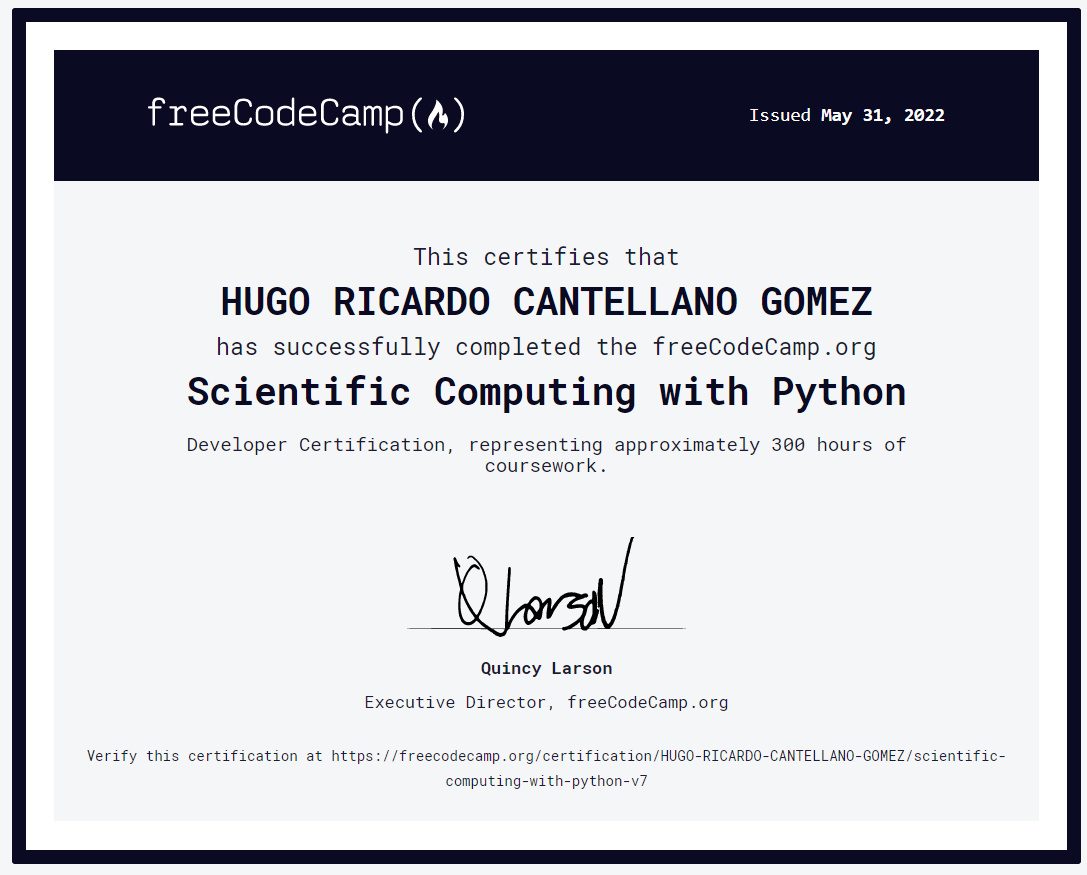 freeCodeCamp(🔥)
Issued May 31, 2022
This certifies that
HUGO RICARDO CANTELLANO GOMEZ
has successfully completed the freeCodeCamp.org
Scientific Computing with Python
Developer Certification, representing approximately 300 hours of
coursework.
Q Larson
Quincy Larson
Executive Director, freeCodeCamp.org
Verify this certification at https://freecodecamp.org/certification/HUGO-RICARDO-CANTELLANO-GOMEZ/scientific-
computing-with-python-v7